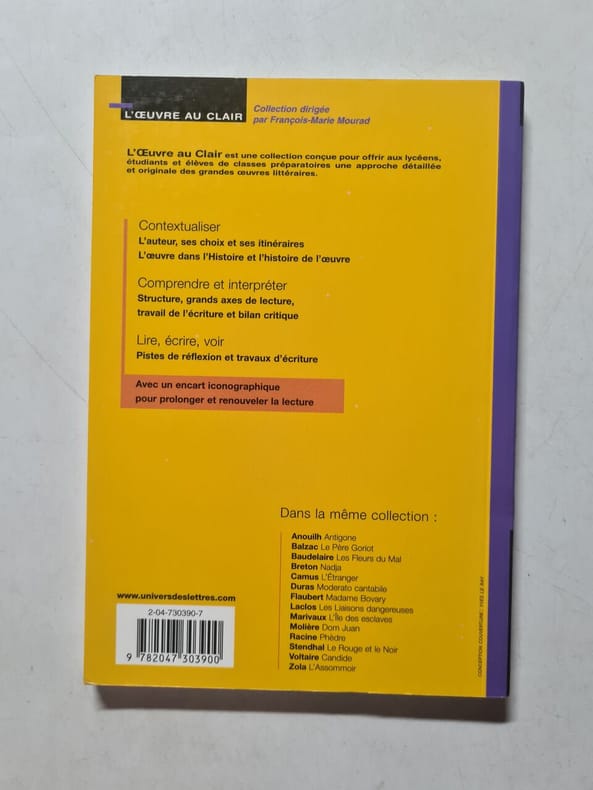 L'ŒUVRE AU CLAIR
Collection dirigée
par François-Marie Mourad
L'Œuvre au Clair est une collection conçue pour offrir aux lycéens,
étudiants et élèves de classes préparatoires une approche détaillée
et originale des grandes œuvres littéraires.
Contextualiser
L'auteur, ses choix et ses itinéraires
L'œuvre dans l'Histoire et l'histoire de l'œuvre
Comprendre et interpréter
Structure, grands axes de lecture,
travail de l'écriture et bilan critique
Lire, écrire, voir
Pistes de réflexion et travaux d'écriture
Avec un encart iconographique
pour prolonger et renouveler la lecture
Dans la même collection :
Anouilh Antigone
Balzac Le Père Goriot
Baudelaire Les Fleurs du Mal
Breton Nadja
Camus L'Étranger
Duras Moderato cantabile
Flaubert Madame Bovary
Laclos Les Liaisons dangereuses
Marivaux L'Île des esclaves
Molière Dom Juan
Racine Phèdre
Stendhal Le Rouge et le Noir
Voltaire Candide
Zola L'Assommoir
www.universdeslettres.com
2-04-730390-7
9 782047 303900
CONCEPTION COUVERTURE : YVES LE RAY